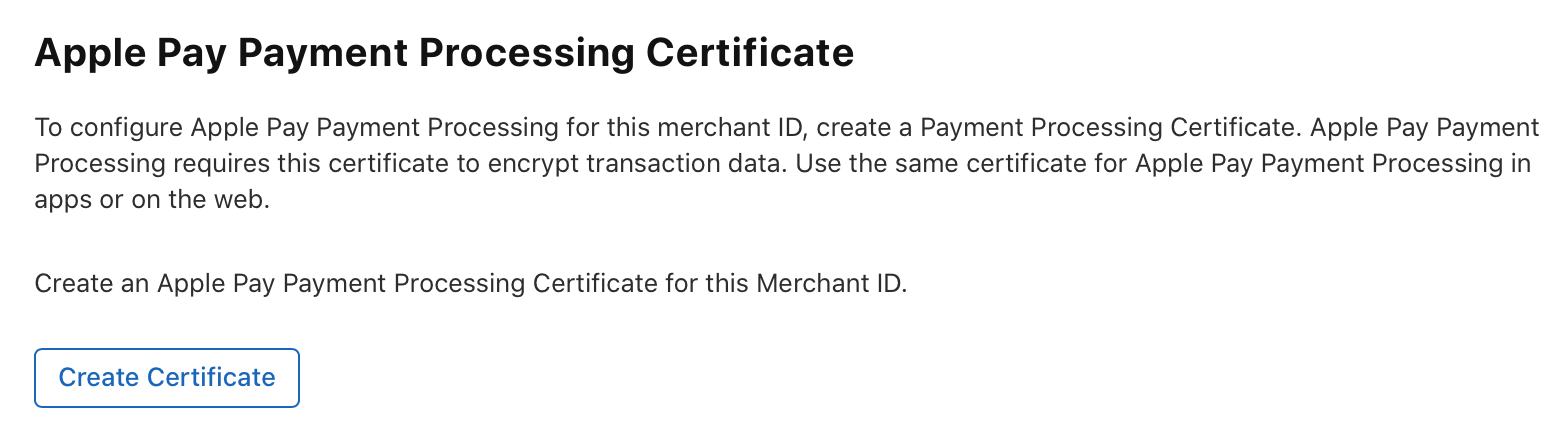 Apple Pay Payment Processing Certificate
To configure Apple Pay Payment Processing for this merchant ID, create a Payment Processing Certificate. Apple Pay Payment
Processing requires this certificate to encrypt transaction data. Use the same certificate for Apple Pay Payment Processing in
apps or on the web.
Create an Apple Pay Payment Processing Certificate for this Merchant ID.
Create Certificate